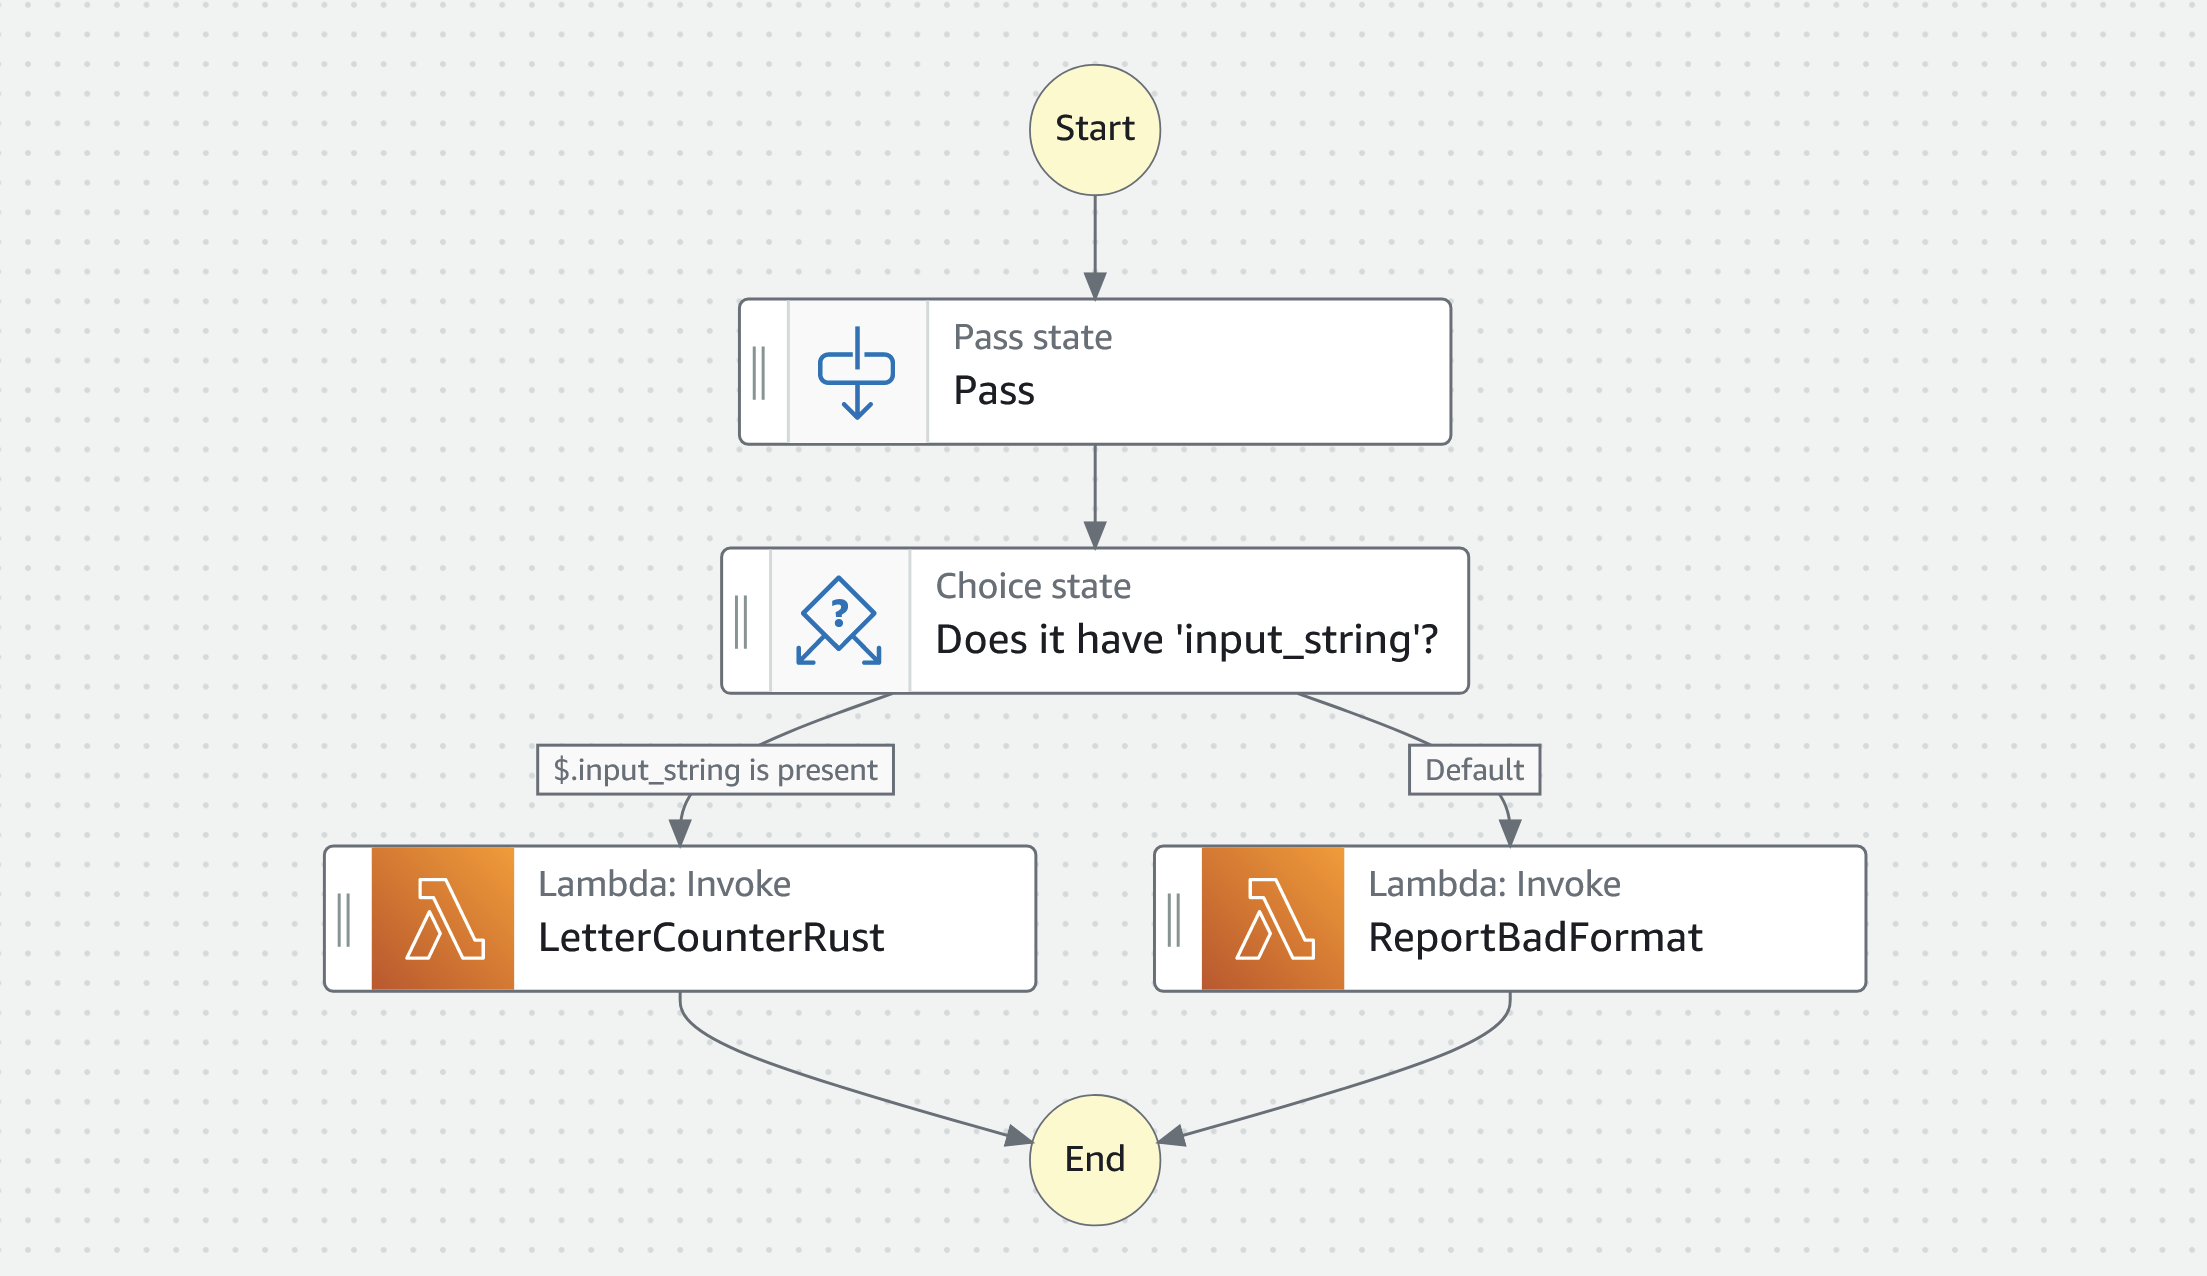 Start
Pass state
Pass
Choice state
Does it have 'input_string'?
$.input_string is present
Default
Lambda: Invoke
LetterCounterRust
Lambda: Invoke
ReportBadFormat
End